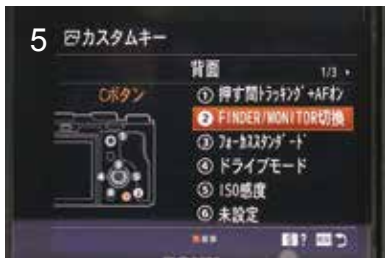 5 カスタムキー
背面 1/3
Cボタン
① 押す間トラッキング+AFオン
② FINDER/MONITOR切換
③ フォーカススタンダード
④ ドライブモード
⑤ ISO感度
⑥ 未設定
?